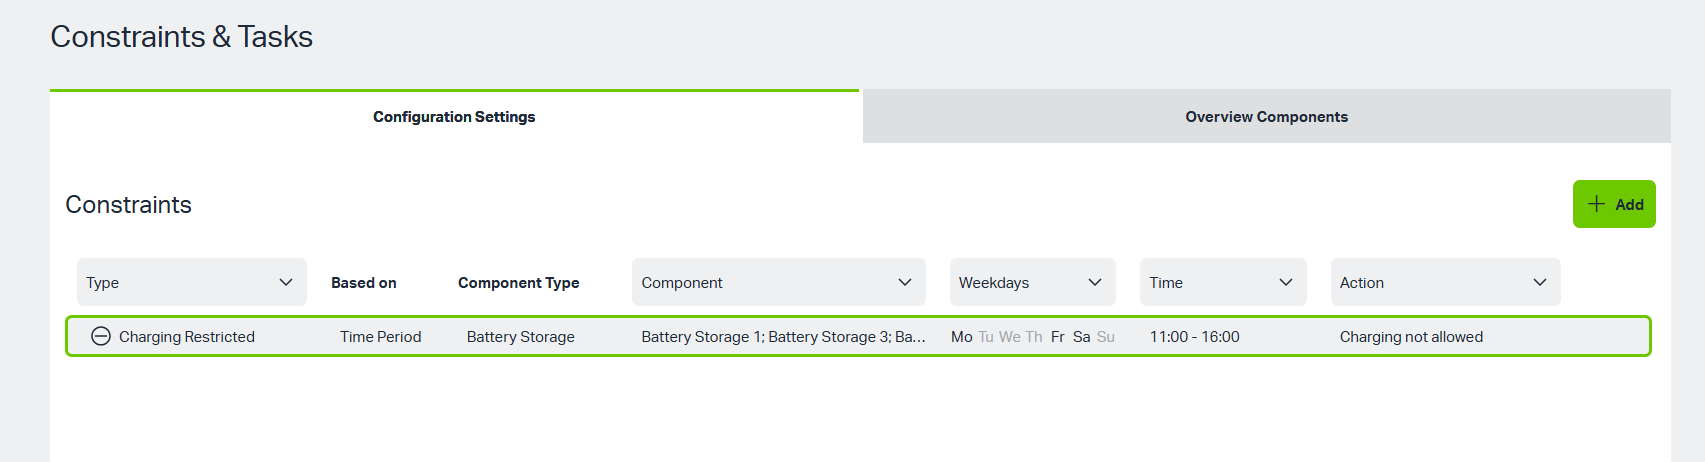 Constraints & Tasks
Configuration Settings Overview Components
Constraints
Add
Type Based on Component Type Component Weekdays Time Action
Charging Restricted Time Period Battery Storage Battery Storage 1; Battery Storage 3; Ba... Mo Tu We Th Fr Sa Su 11:00 - 16:00 Charging not allowed